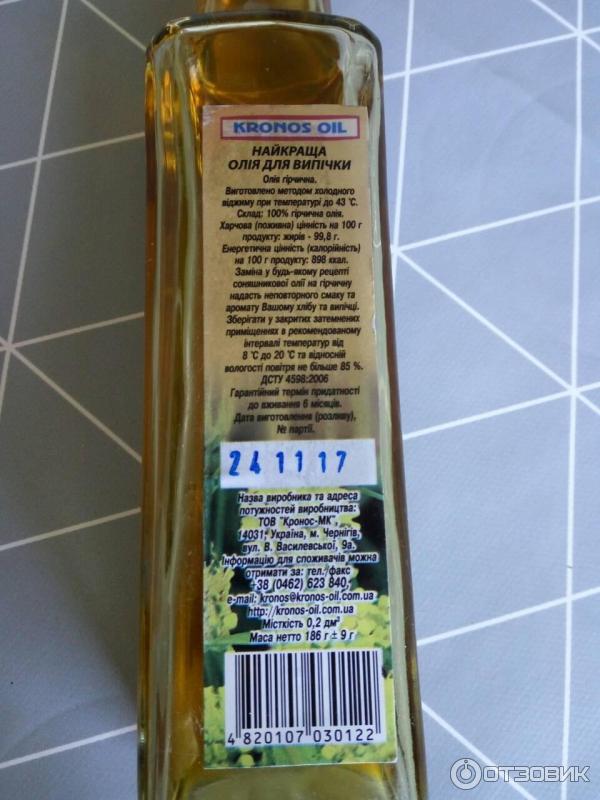 KRONOS OIL
НАЙКРАЩА
ОЛІЯ ДЛЯ ВИПІЧКИ
Олія гірчична.
Виготовлено методом холодного
віджиму при температурі до 43 °С.
Склад: 100% гірчична олія.
Харчова (поживна) цінність на 100 г
продукту: жирів - 99,8 г.
Енергетична цінність (калорійність)
на 100 г продукту: 898 ккал.
Заміна у будь-якому рецепті
соняшникової олії на гірчичну
надасть неповторного смаку та
аромату Вашому хлібу та випічці.
Зберігати у закритих затемнених
приміщеннях в рекомендованому
інтервалі температур від
8 °С до 20 °С та відносній
вологості повітря не більше 85 %.
ДСТУ 4598:2006
Гарантійний термін придатності
до вживання 6 місяців.
Дата виготовлення (розливу),
№ партії.
24 11 17
Назва виробника та адреса
потужностей виробництва:
ТОВ "Кронос-МК",
14031, Україна, м. Чернігів,
вул. В. Василевської, 9а.
Інформацію для споживачів можна
отримати за: тел./факс
+38 (0462) 623 840,
e-mail: kronos@kronos-oil.com.ua
http://kronos-oil.com.ua
Місткість 0,2 дм³
Маса нетто 186 г ± 9 г
4 820107 030122
ОТЗОВИК